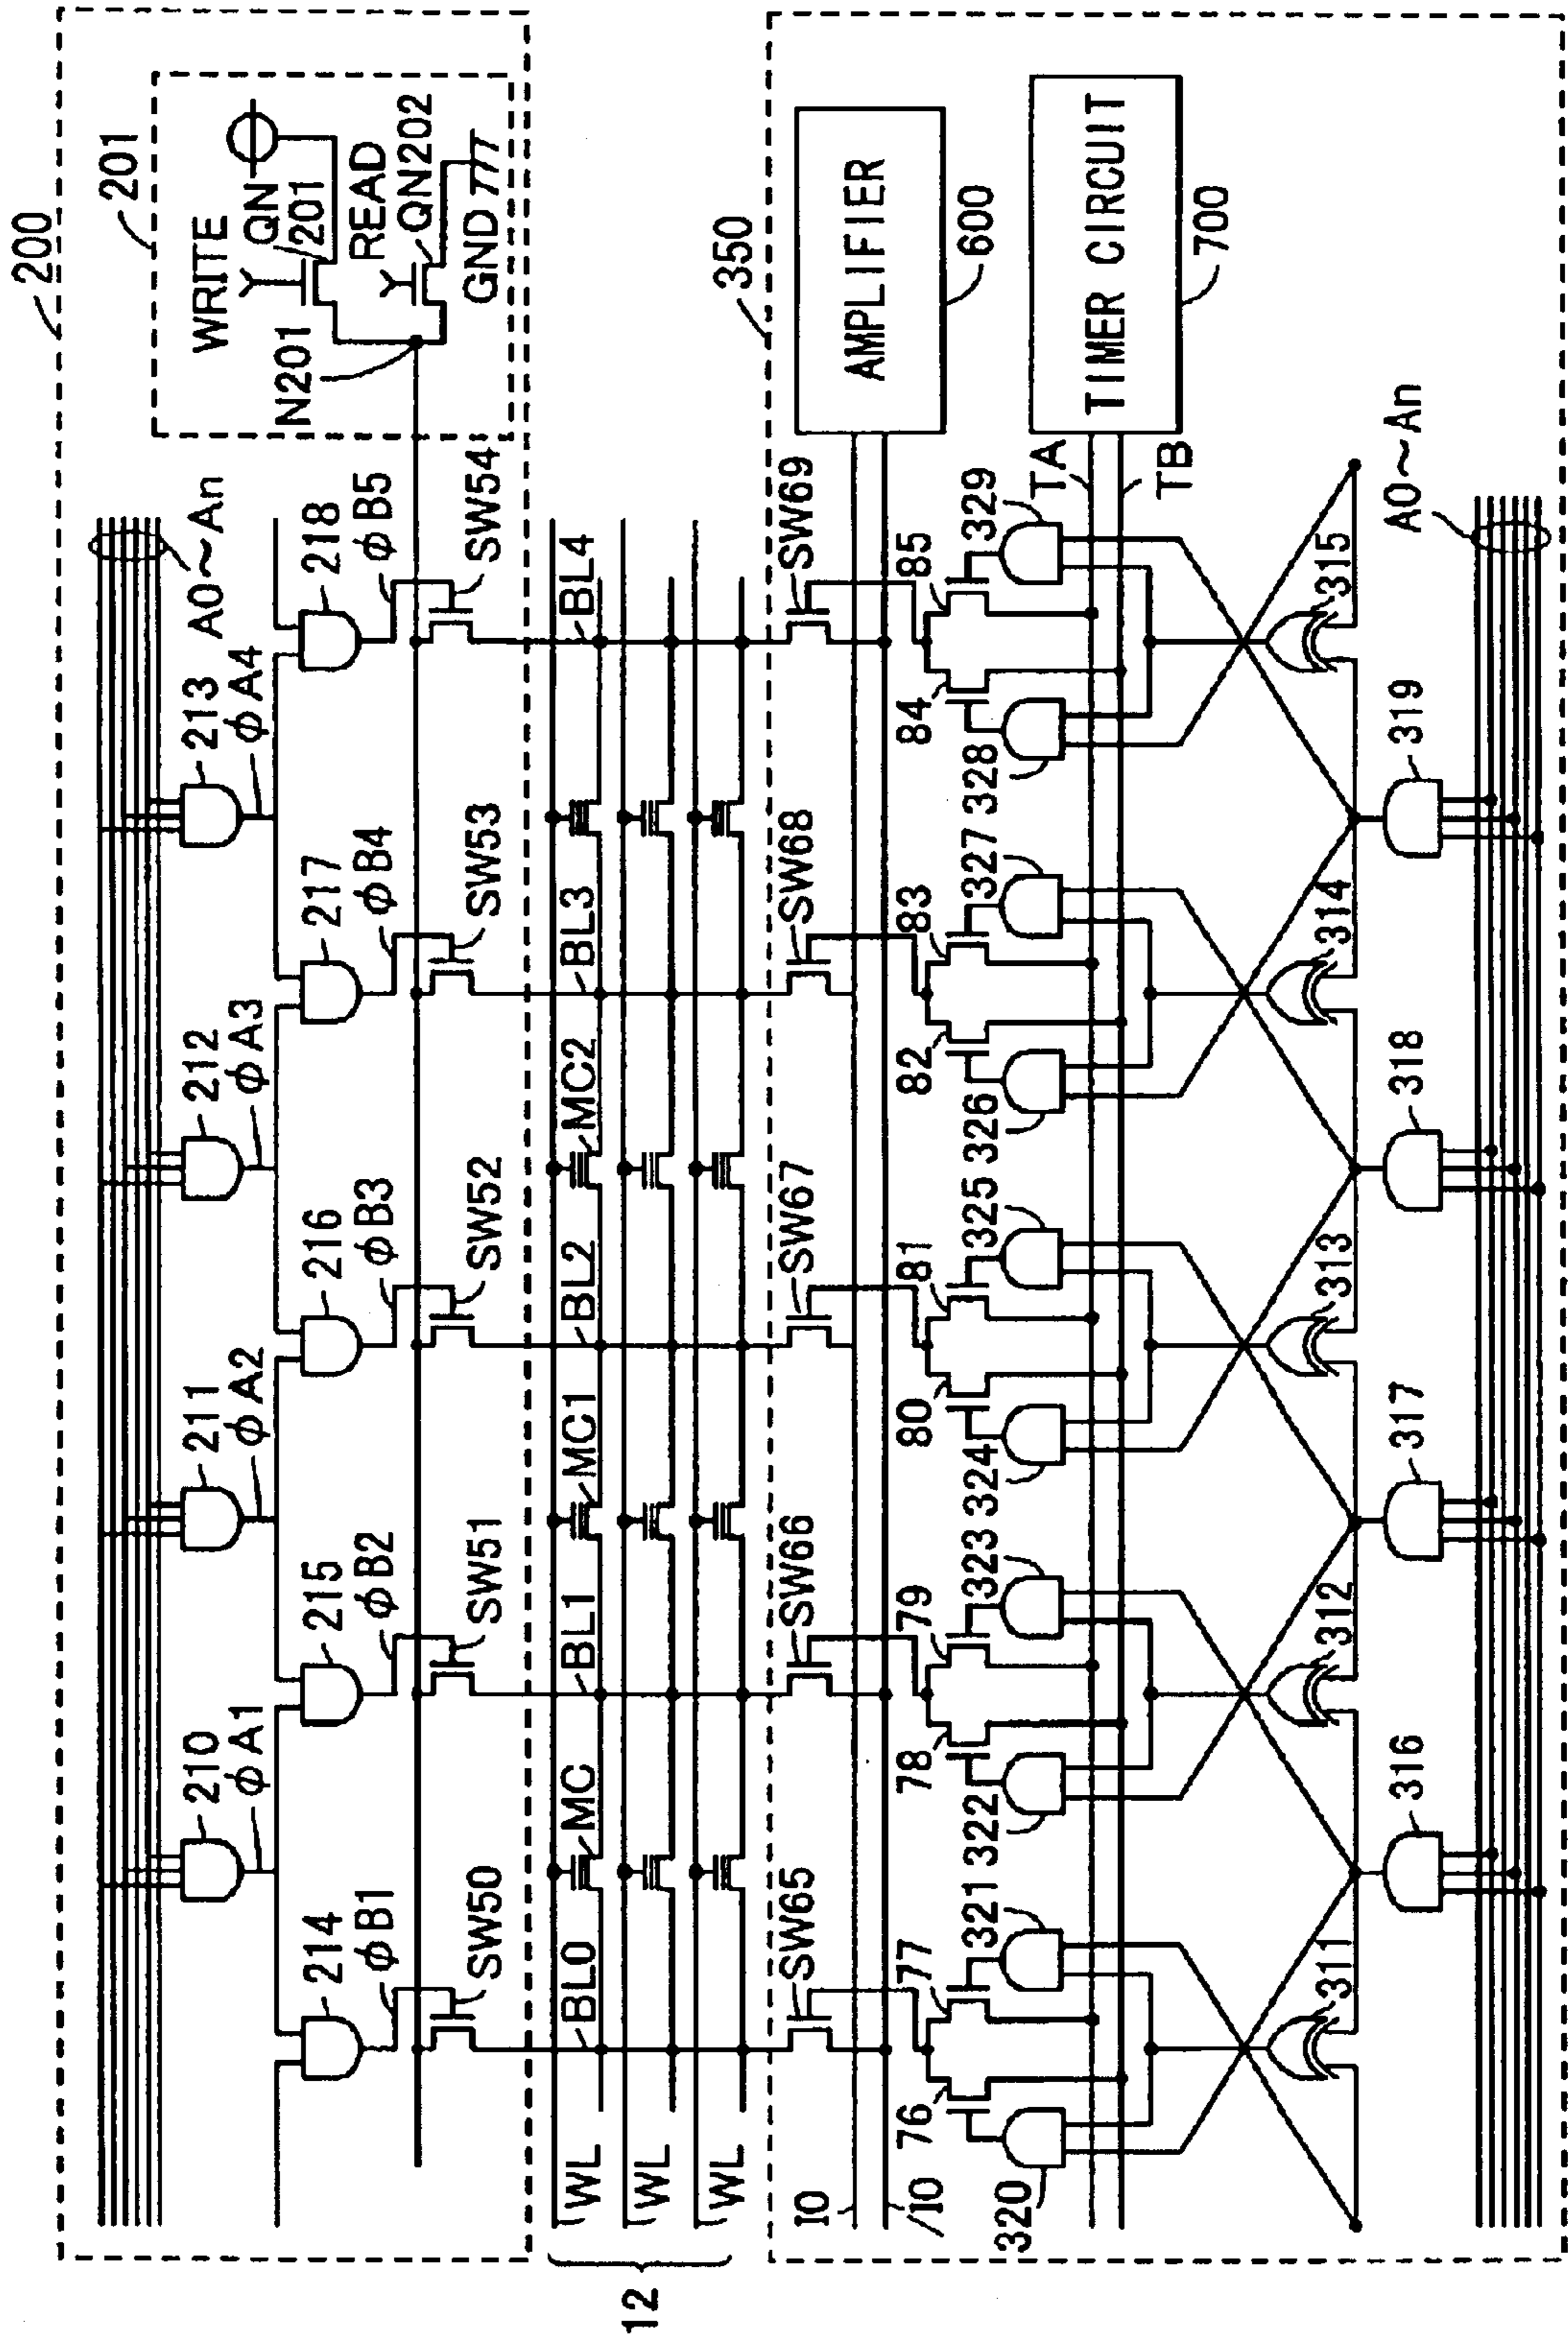 200
201
WRITE
QN
201
READ
QN202
GND
N201
A0~An
210
φA1
211
φA2
212
φA3
213
φA4
214
φB1
215
φB2
216
φB3
217
φB4
218
φB5
SW50
SW51
SW52
SW53
SW54
BL0
MC
BL1
MC1
BL2
MC2
BL3
BL4
WL
WL
WL
12
350
SW65
SW66
SW67
SW68
SW69
IO
/IO
AMPLIFIER
600
76
77
78
79
80
81
82
83
84
85
320
321
322
323
324
325
326
327
328
329
TA
TB
TIMER CIRCUIT
700
311
312
313
314
315
316
317
318
319
A0~An